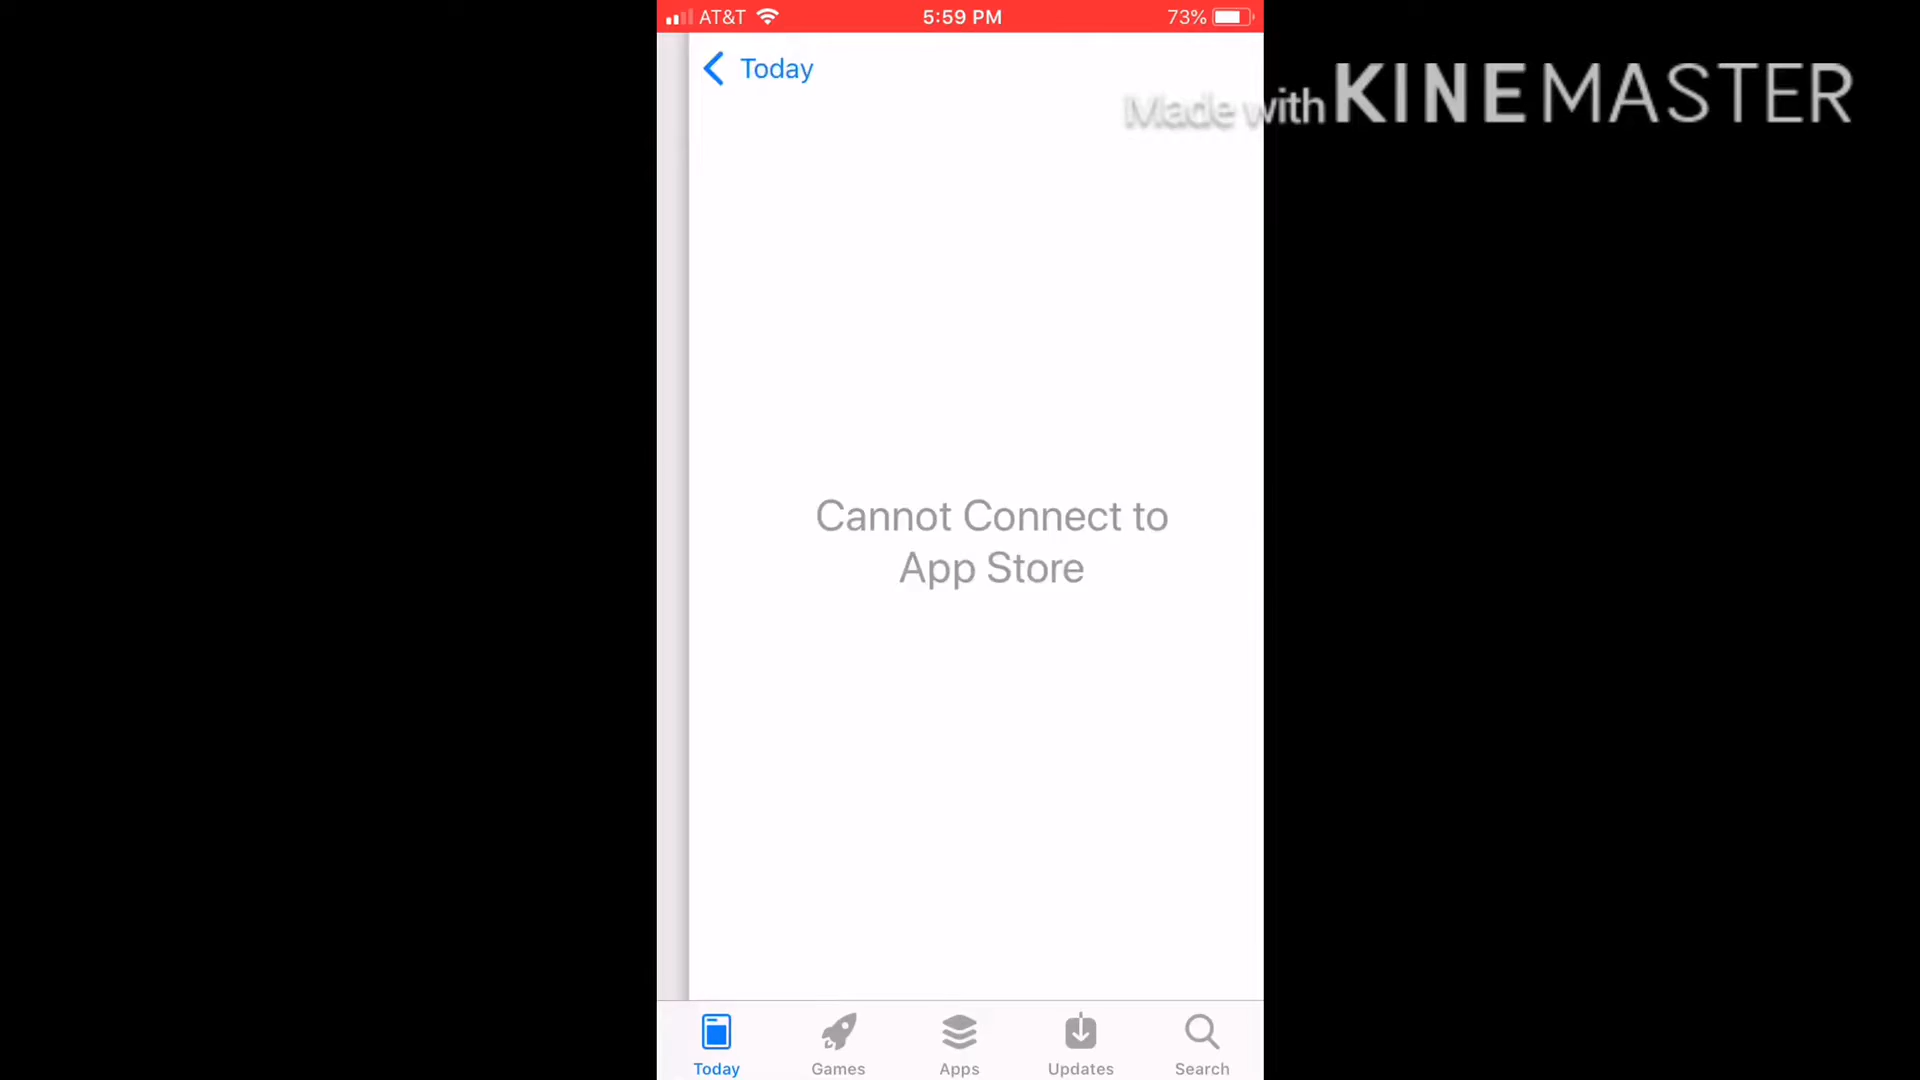 AT&T 5:59 PM 73%
Today
Made with KINEMASTER
Cannot Connect to
App Store
Today Games Apps Updates Search